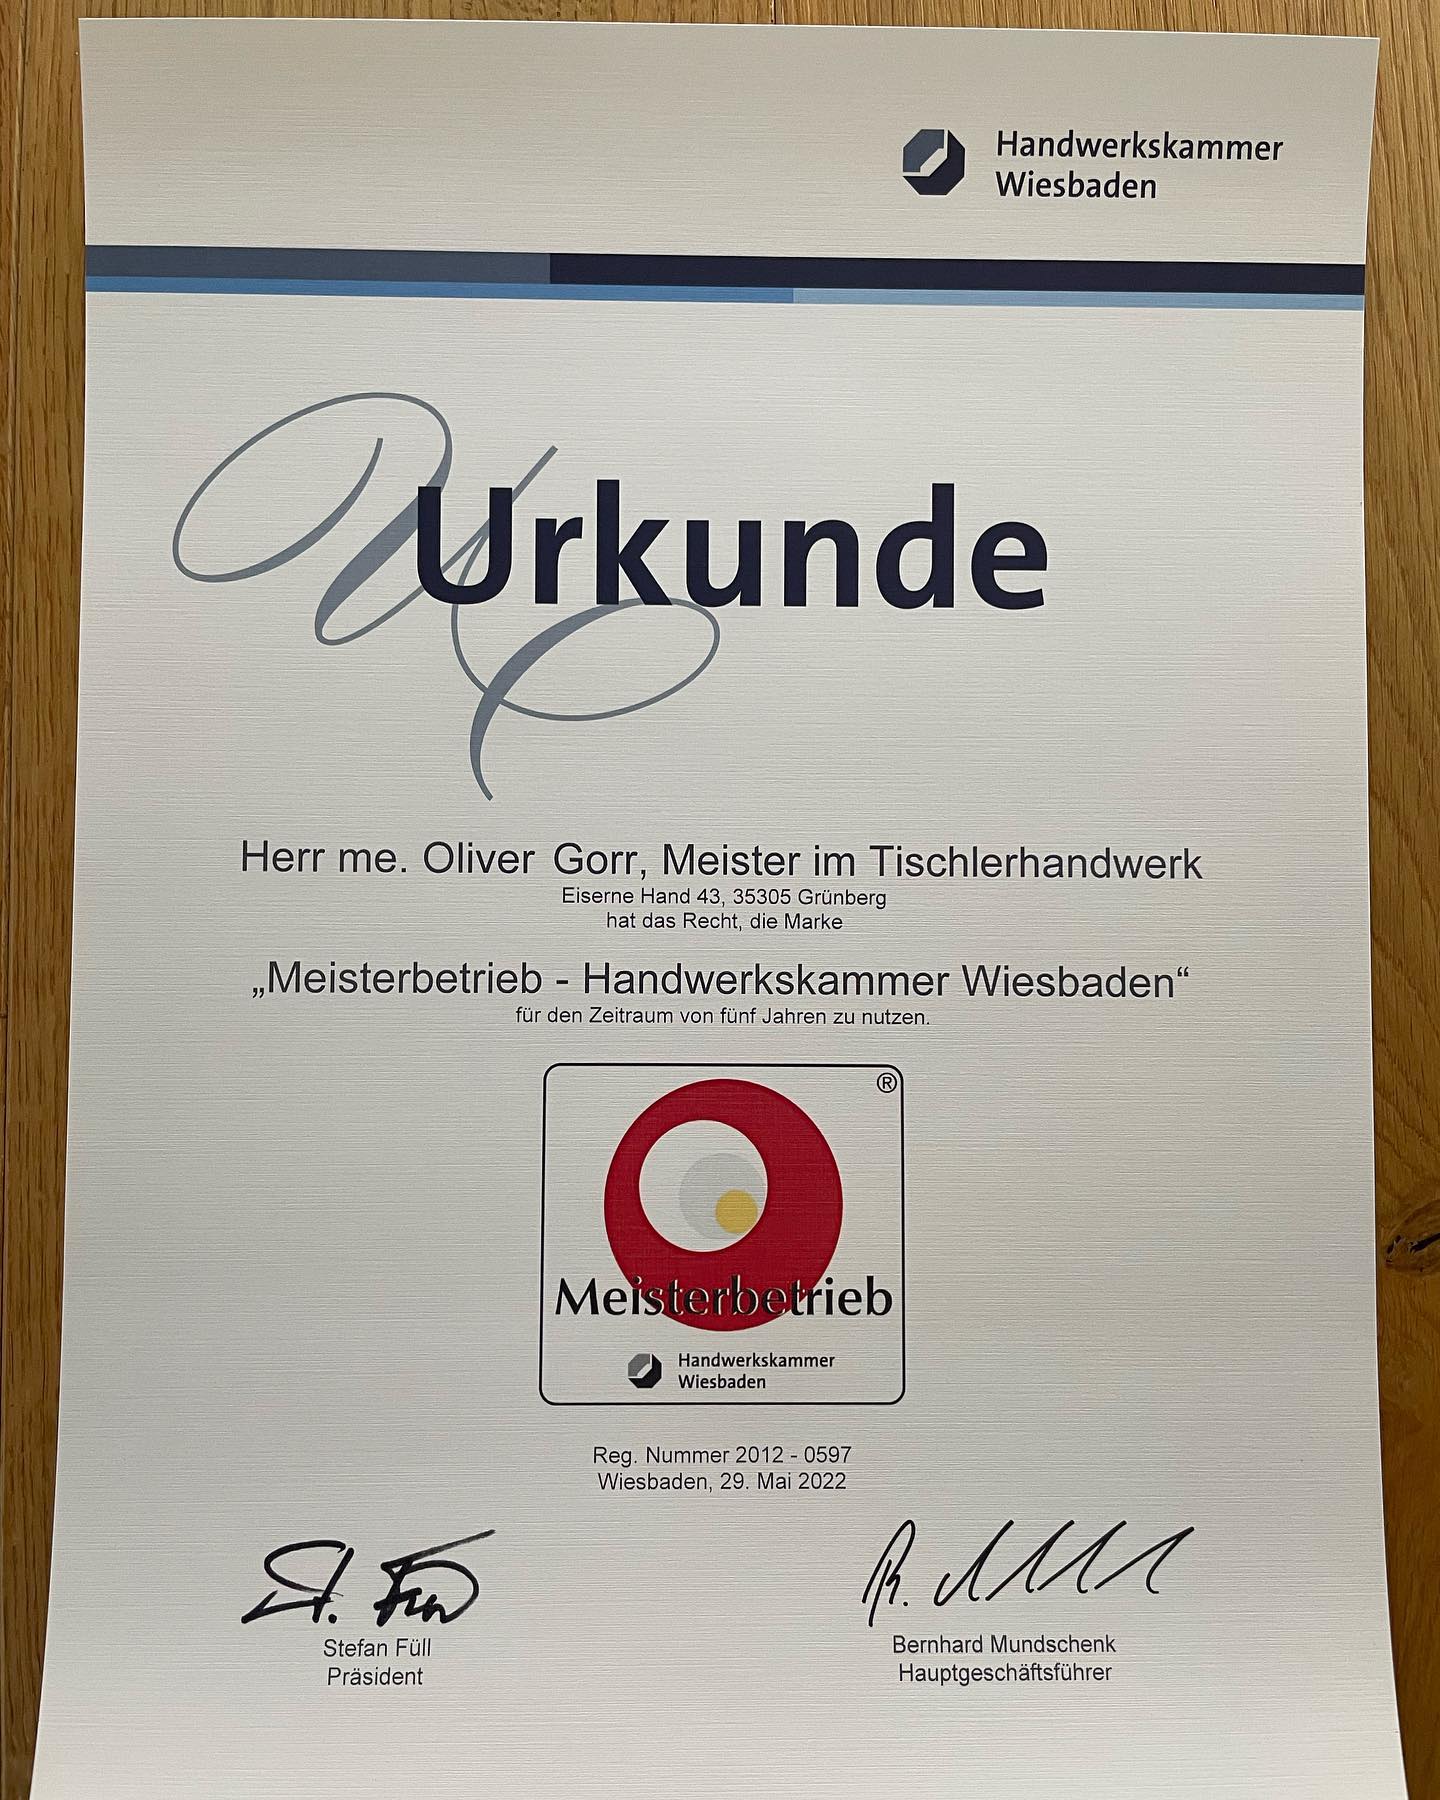 Handwerkskammer
Wiesbaden
Urkunde
Herr me. Oliver Gorr, Meister im Tischlerhandwerk
Eiserne Hand 43, 35305 Grünberg
hat das Recht, die Marke
„Meisterbetrieb - Handwerkskammer Wiesbaden“
für den Zeitraum von fünf Jahren zu nutzen.
®
Meisterbetrieb
Handwerkskammer
Wiesbaden
Reg. Nummer 2012 - 0597
Wiesbaden, 29. Mai 2022
Stefan Füll
Präsident
Bernhard Mundschenk
Hauptgeschäftsführer